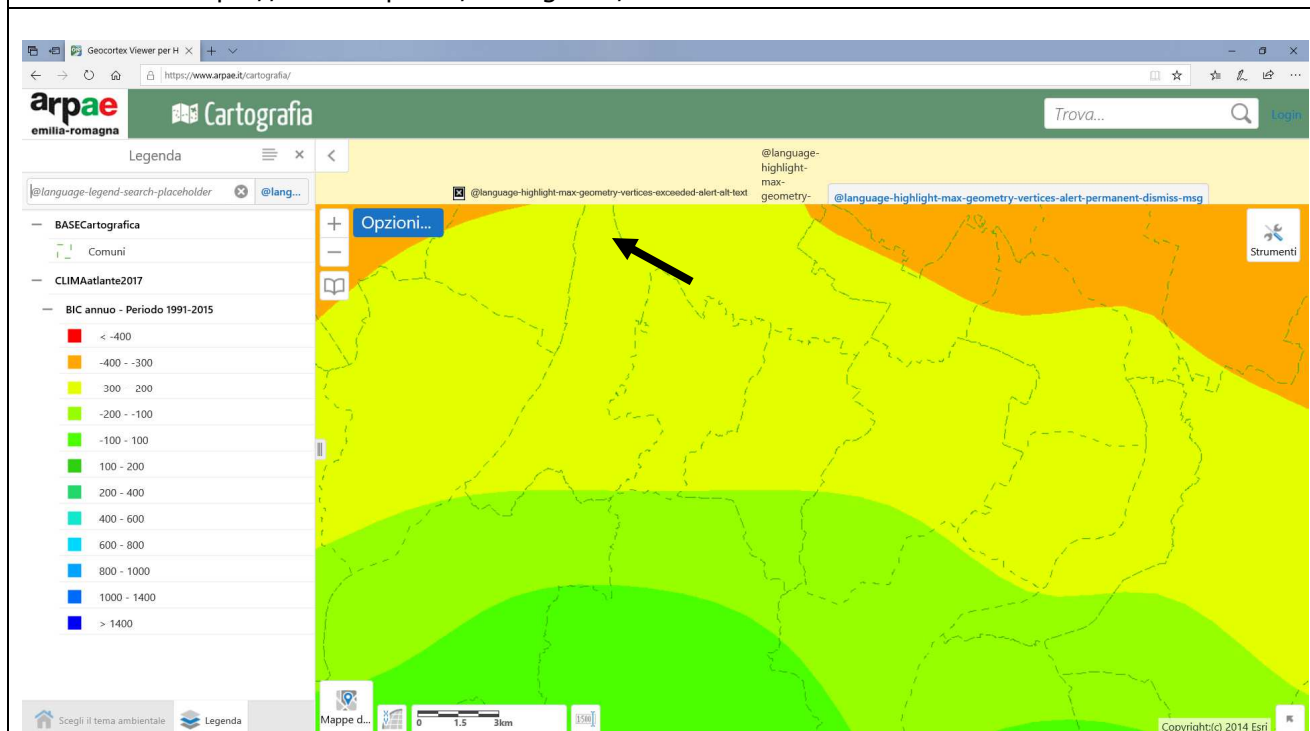 Geocortex Viewer per H
https://www.arpae.it/cartografia/
arpae
emilia-romagna
Cartografia
Trova...
Login
Legenda
@language-legend-search-placeholder
@lang...
@language-highlight-max-geometry-vertices-exceeded-alert-alt-text
@language-
highlight-
max-
geometry-
@language-highlight-max-geometry-vertices-alert-permanent-dismiss-msg
Opzioni...
Strumenti
BASECartografica
Comuni
CLIMAatlante2017
BIC annuo - Periodo 1991-2015
< -400
-400 - -300
300 200
-200 - -100
-100 - 100
100 - 200
200 - 400
400 - 600
600 - 800
800 - 1000
1000 - 1400
> 1400
Scegli il tema ambientale
Legenda
Mappe d...
0 1.5 3km
Copyright:(c) 2014 Esri